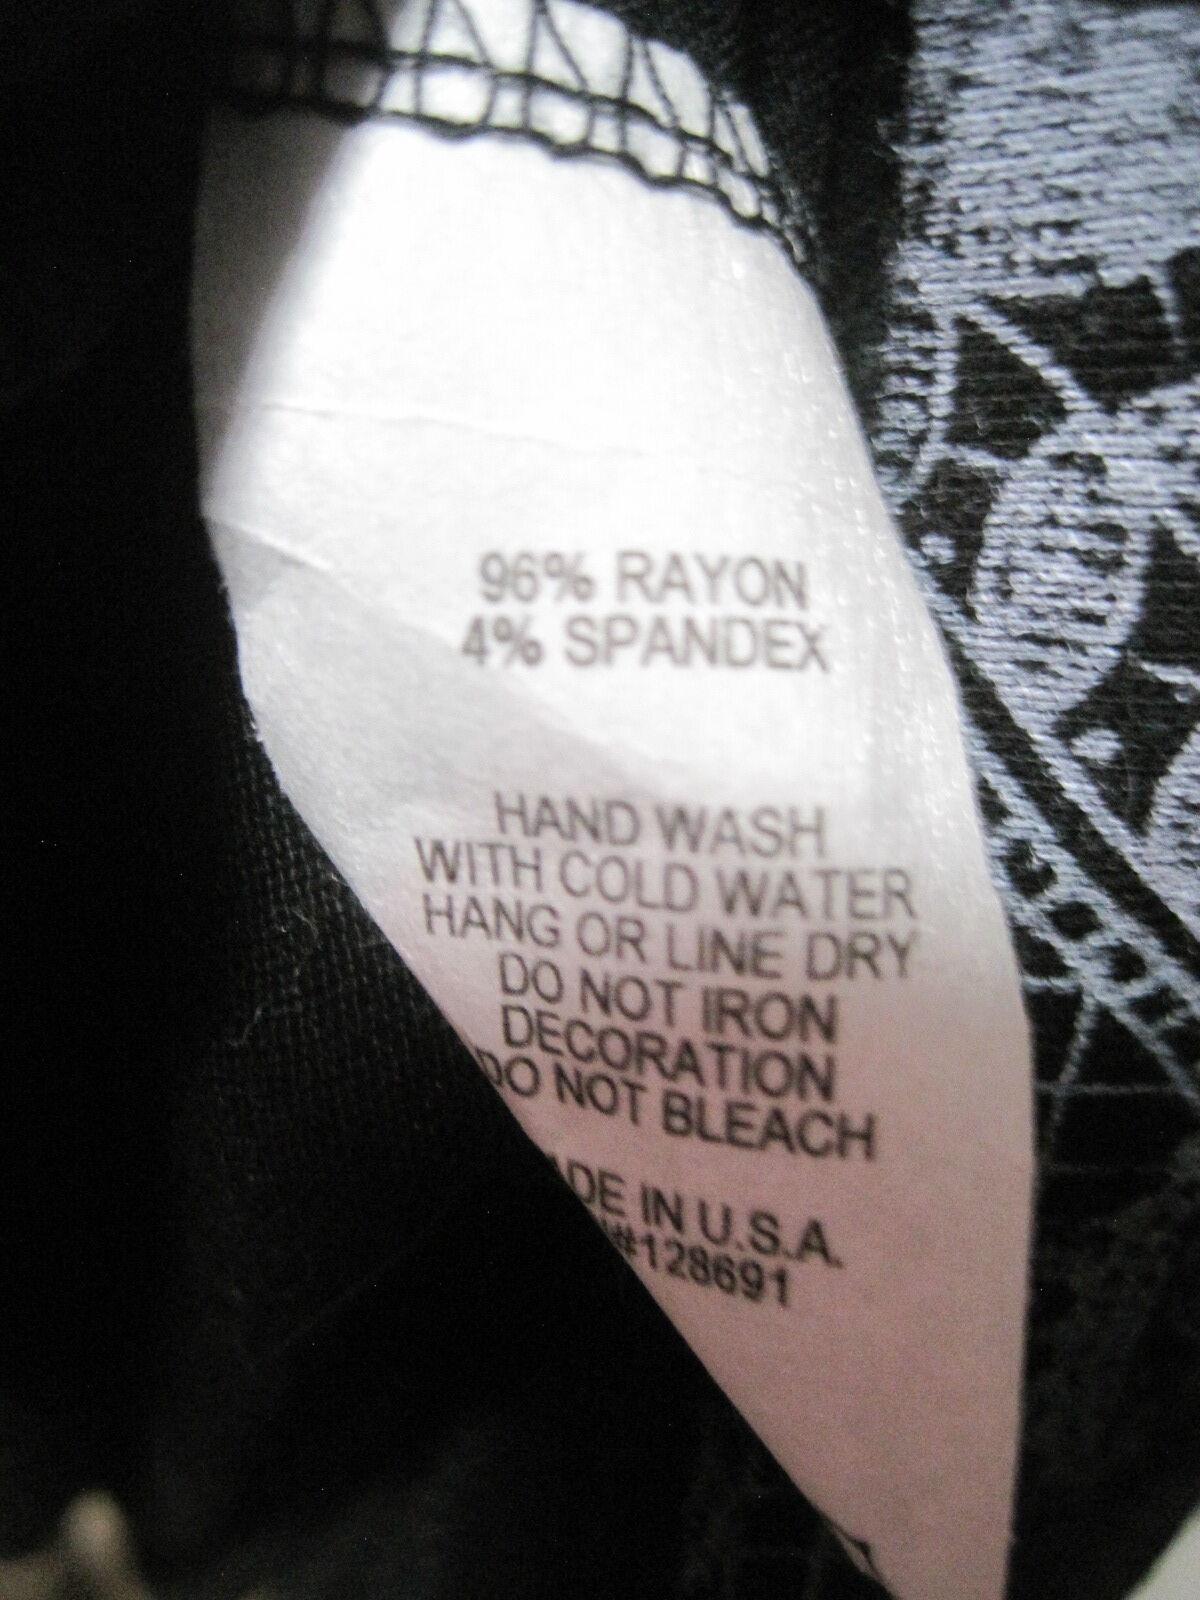 96% RAYON
4% SPANDEX
HAND WASH
WITH COLD WATER
HANG OR LINE DRY
DO NOT IRON
DECORATION
DO NOT BLEACH
ADE IN U.S.A.
#128691